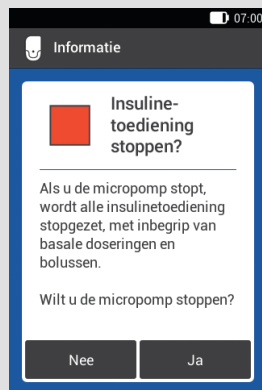 07:00
Informatie
Insuline-
toediening
stoppen?
Als u de micropomp stopt,
wordt alle insulinetoediening
stopgezet, met inbegrip van
basale doseringen en
bolussen.
Wilt u de micropomp stoppen?
Nee
Ja